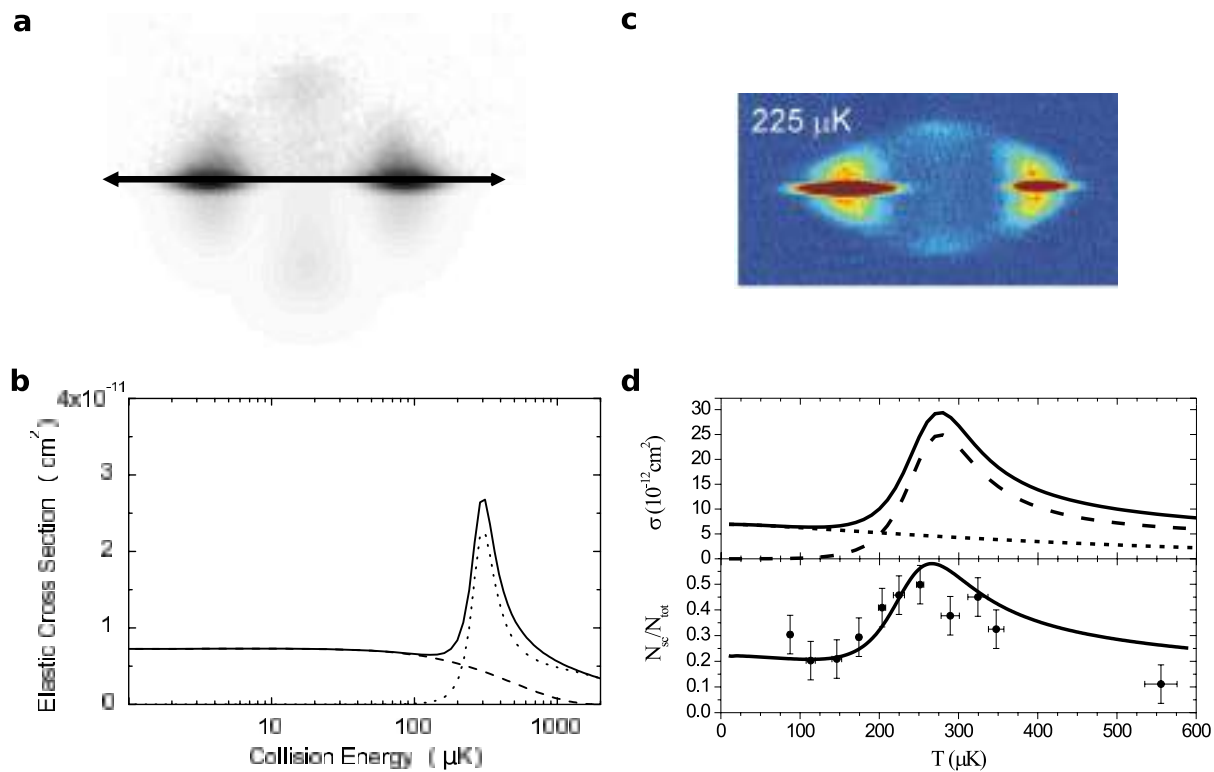 a
c
225 μK
b
4x10⁻¹¹
3
2
1
0
Elastic Cross Section ( cm²)
10 100 1000
Collision Energy ( μK)
d
30
25
20
15
10
5
0
σ (10⁻¹²cm²)
0.5
0.4
0.3
0.2
0.1
0.0
N_sc/N_tot
0 100 200 300 400 500 600
T (μK)